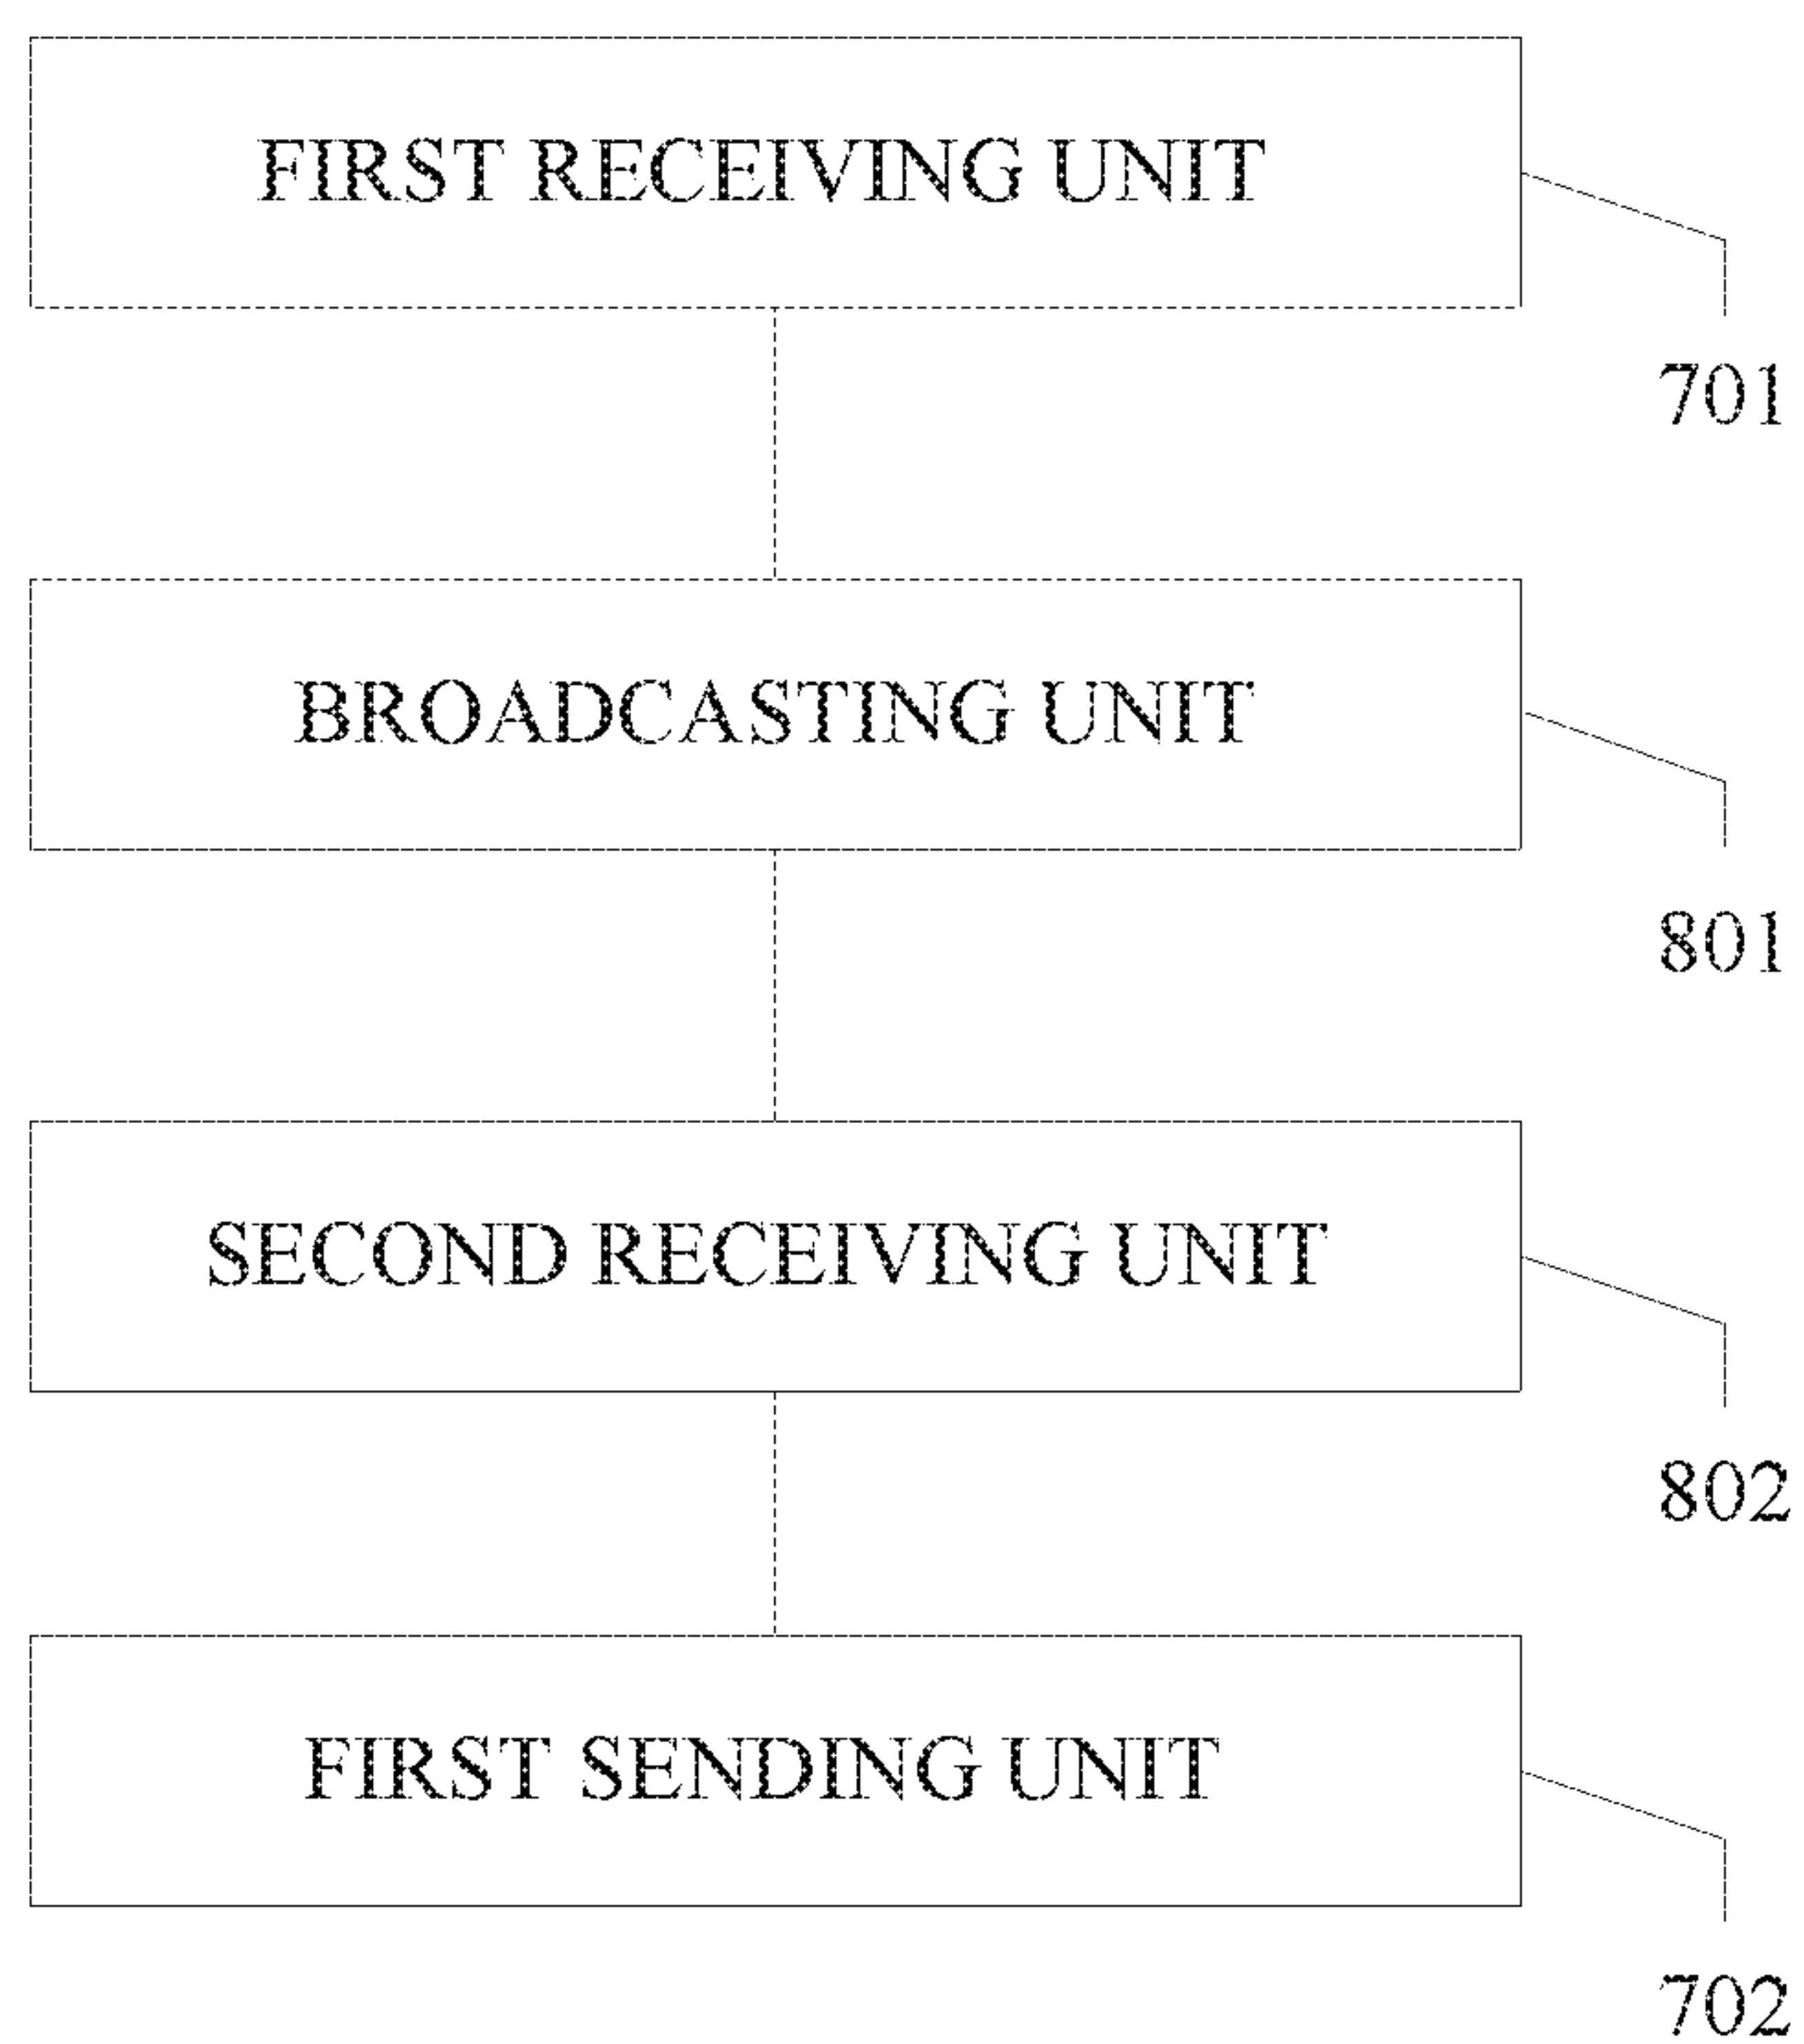 FIRST RECEIVING UNIT
701
BROADCASTING UNIT
801
SECOND RECEIVING UNIT
802
FIRST SENDING UNIT
702